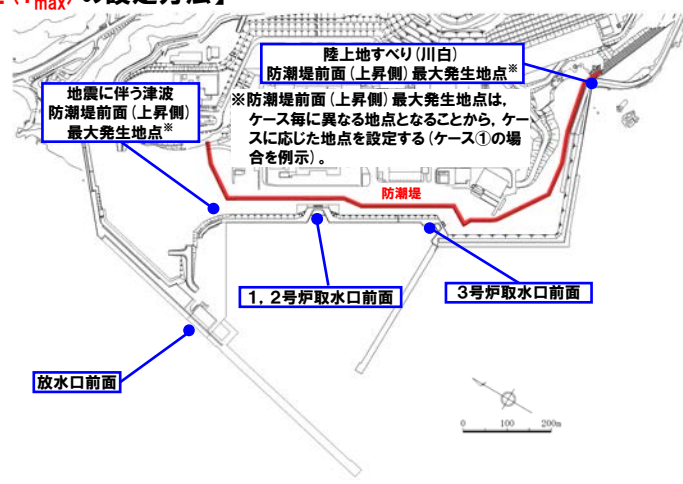 max)の設定方法】
陸上地すべり(川白)
防潮堤前面(上昇側)最大発生地点※
地震に伴う津波
防潮堤前面(上昇側)
最大発生地点※
※防潮堤前面(上昇側)最大発生地点は,
ケース毎に異なる地点となることから,ケー
スに応じた地点を設定する(ケース①の場
合を例示)。
防潮堤
1,2号炉取水口前面
3号炉取水口前面
放水口前面
0 100 200m